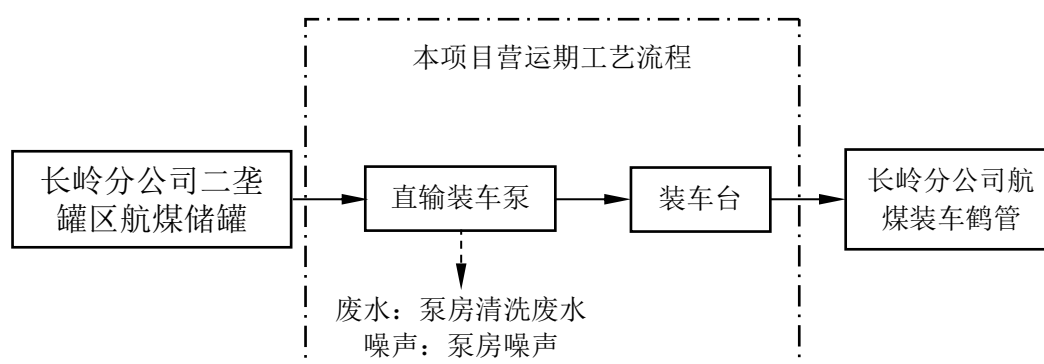 本项目营运期工艺流程
长岭分公司二垄
罐区航煤储罐
直输装车泵
装车台
长岭分公司航
煤装车鹤管
废水：泵房清洗废水
噪声：泵房噪声